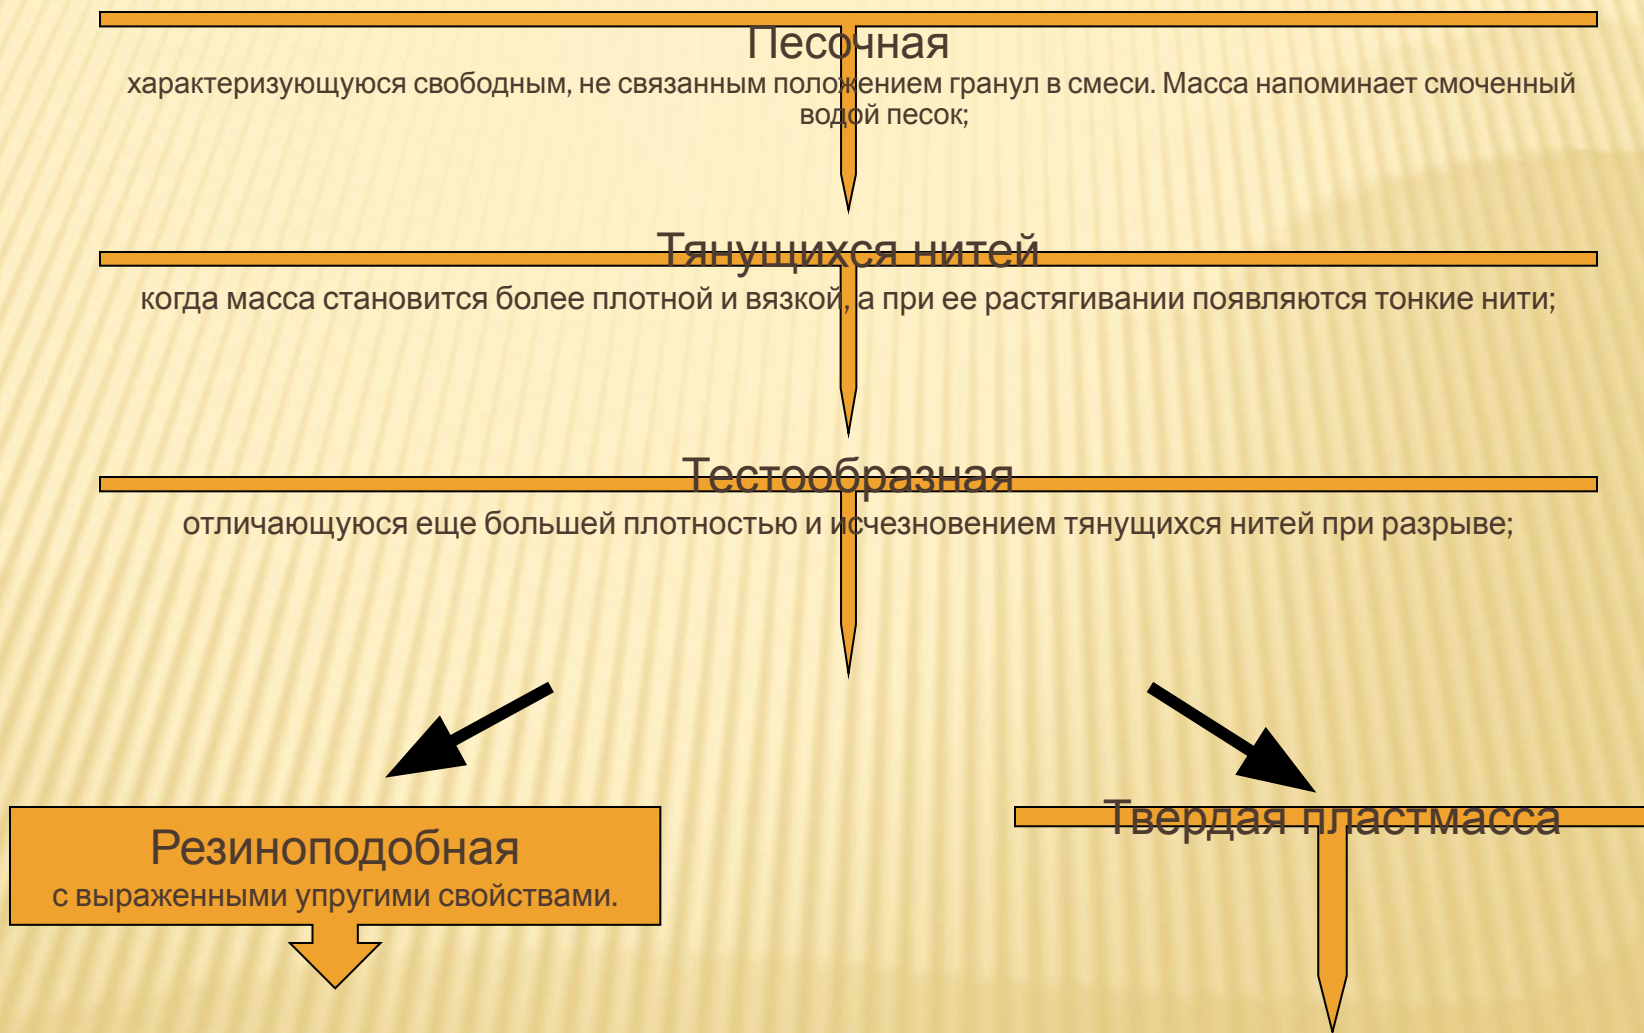 Песочная
характеризующуюся свободным, не связанным положением гранул в смеси. Масса напоминает смоченный
водой песок;
Тянущихся нитей
когда масса становится более плотной и вязкой, а при ее растягивании появляются тонкие нити;
Тестообразная
отличающуюся еще большей плотностью и исчезновением тянущихся нитей при разрыве;
Резиноподобная
с выраженными упругими свойствами.
Твердая пластмасса